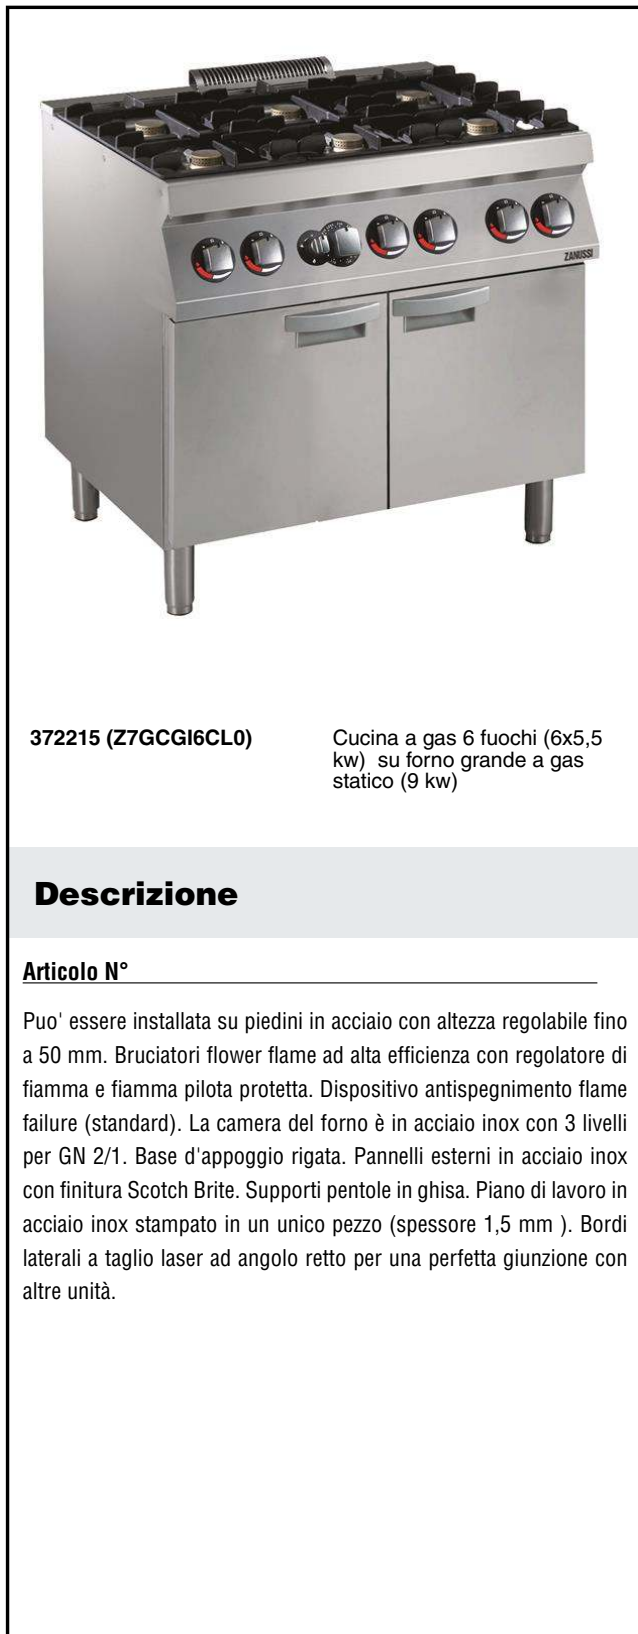 ZANUSSI
372215 (Z7GCGI6CL0)
Cucina a gas 6 fuochi (6x5,5
kw)  su forno grande a gas
statico (9 kw)
Descrizione
Articolo N°
Puo' essere installata su piedini in acciaio con altezza regolabile fino
a 50 mm. Bruciatori flower flame ad alta efficienza con regolatore di
fiamma e fiamma pilota protetta. Dispositivo antispegnimento flame
failure (standard). La camera del forno è in acciaio inox con 3 livelli
per GN 2/1. Base d'appoggio rigata. Pannelli esterni in acciaio inox
con finitura Scotch Brite. Supporti pentole in ghisa. Piano di lavoro in
acciaio inox stampato in un unico pezzo (spessore 1,5 mm ). Bordi
laterali a taglio laser ad angolo retto per una perfetta giunzione con
altre unità.